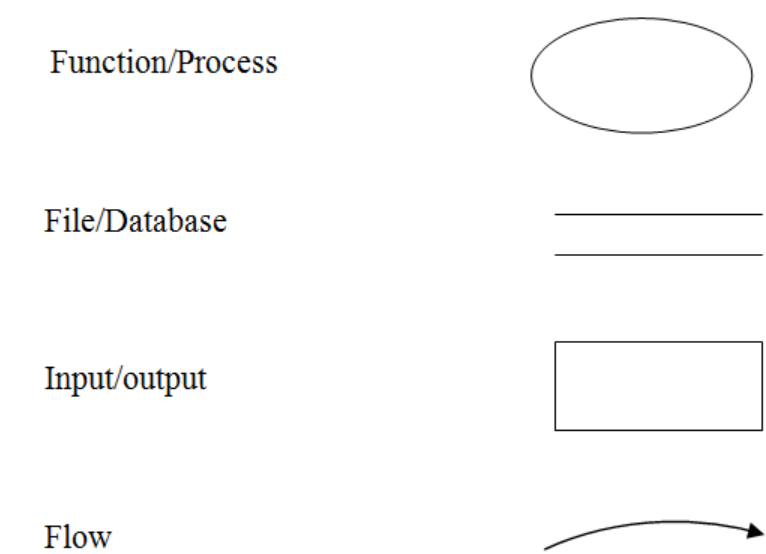 Function/Process
File/Database
Input/output
Flow